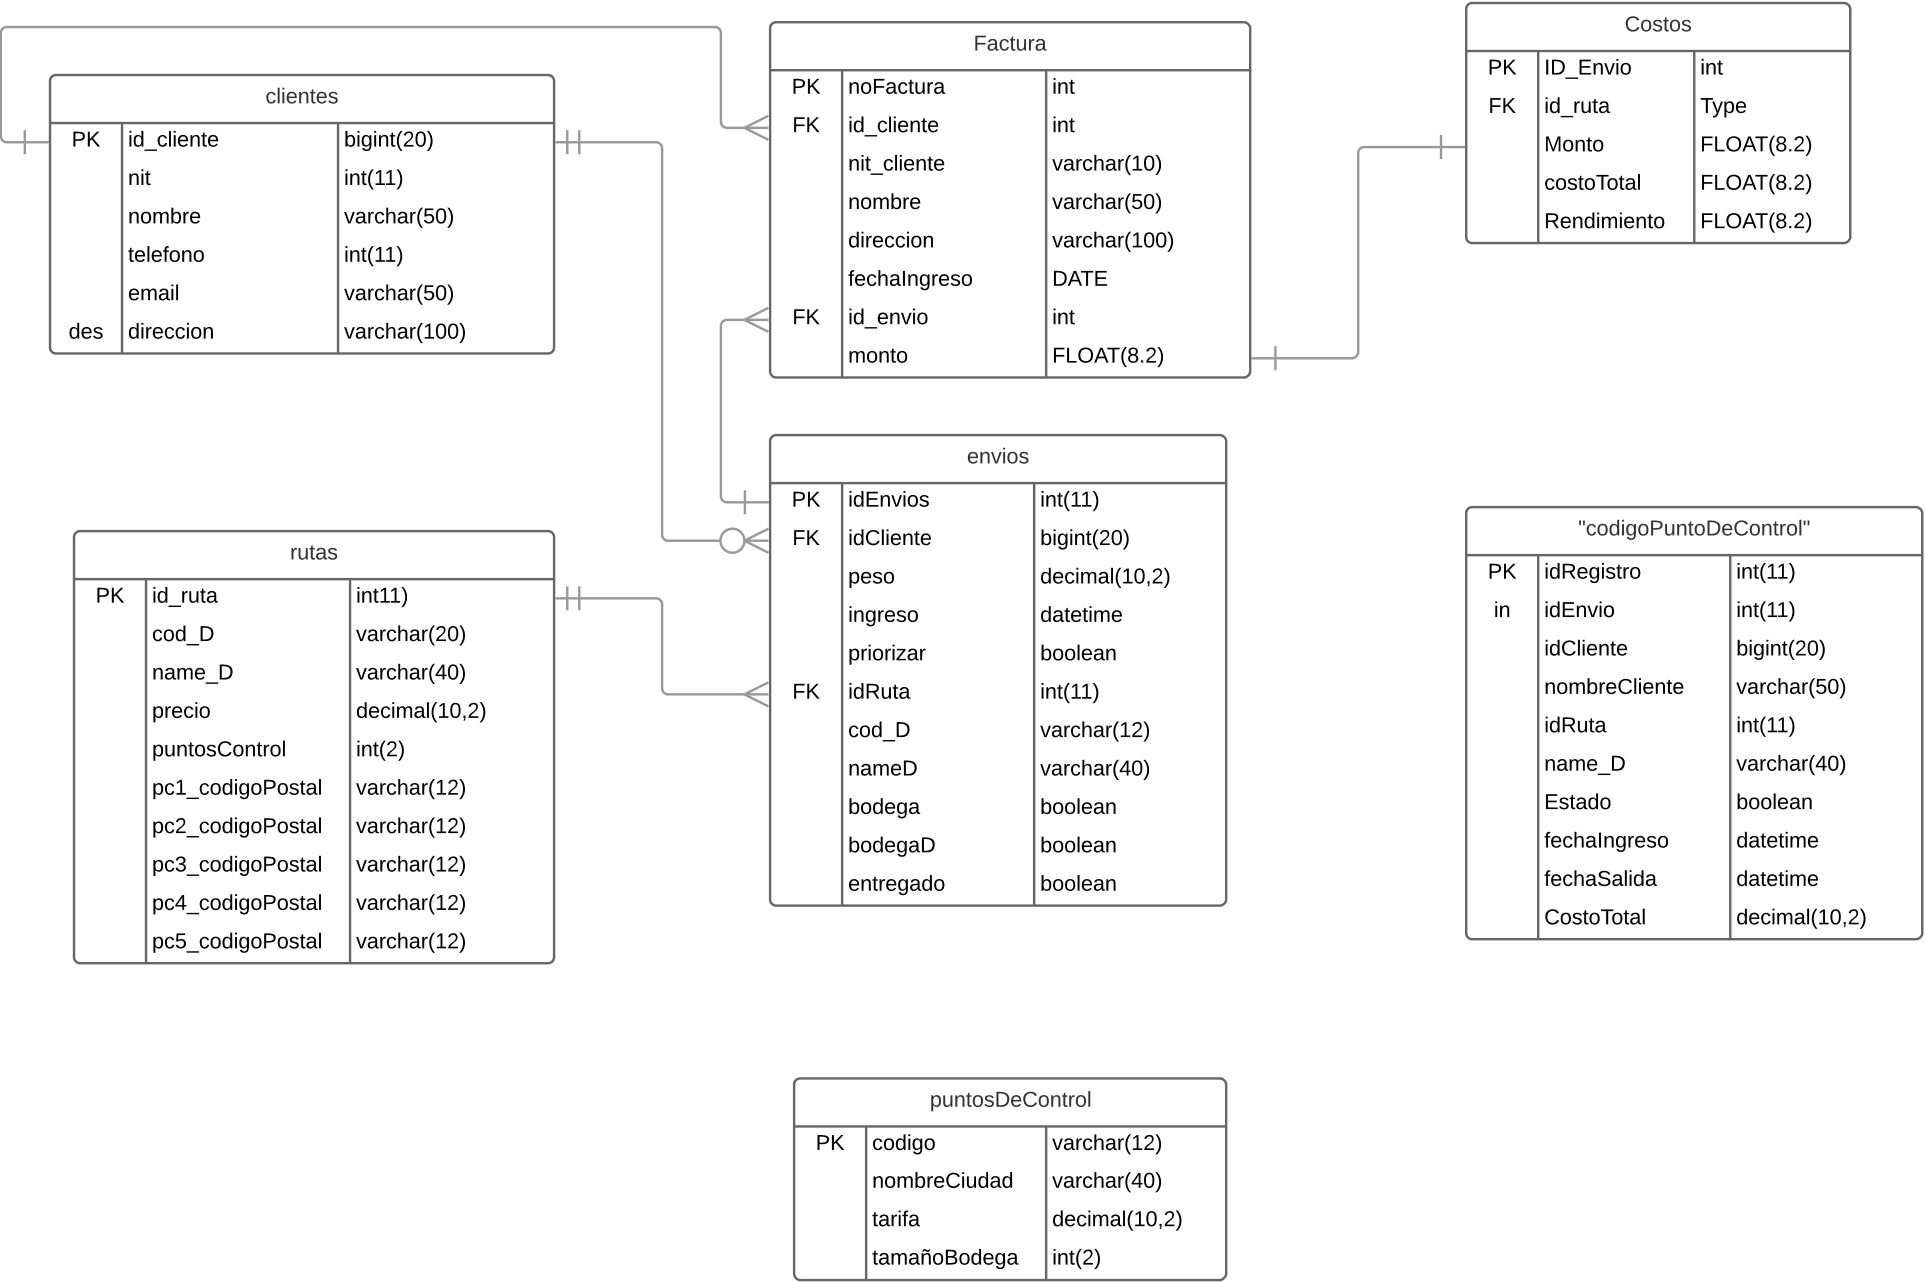 clientes
PK id_cliente bigint(20)
nit int(11)
nombre varchar(50)
telefono int(11)
email varchar(50)
des direccion varchar(100)
Factura
PK noFactura int
FK id_cliente int
nit_cliente varchar(10)
nombre varchar(50)
direccion varchar(100)
fechaIngreso DATE
FK id_envio int
monto FLOAT(8.2)
Costos
PK ID_Envio int
FK id_ruta Type
Monto FLOAT(8.2)
costoTotal FLOAT(8.2)
Rendimiento FLOAT(8.2)
rutas
PK id_ruta int11)
cod_D varchar(20)
name_D varchar(40)
precio decimal(10,2)
puntosControl int(2)
pc1_codigoPostal varchar(12)
pc2_codigoPostal varchar(12)
pc3_codigoPostal varchar(12)
pc4_codigoPostal varchar(12)
pc5_codigoPostal varchar(12)
envios
PK idEnvios int(11)
FK idCliente bigint(20)
peso decimal(10,2)
ingreso datetime
priorizar boolean
FK idRuta int(11)
cod_D varchar(12)
nameD varchar(40)
bodega boolean
bodegaD boolean
entregado boolean
"codigoPuntoDeControl"
PK idRegistro int(11)
in idEnvio int(11)
idCliente bigint(20)
nombreCliente varchar(50)
idRuta int(11)
name_D varchar(40)
Estado boolean
fechaIngreso datetime
fechaSalida datetime
CostoTotal decimal(10,2)
puntosDeControl
PK codigo varchar(12)
nombreCiudad varchar(40)
tarifa decimal(10,2)
tamañoBodega int(2)